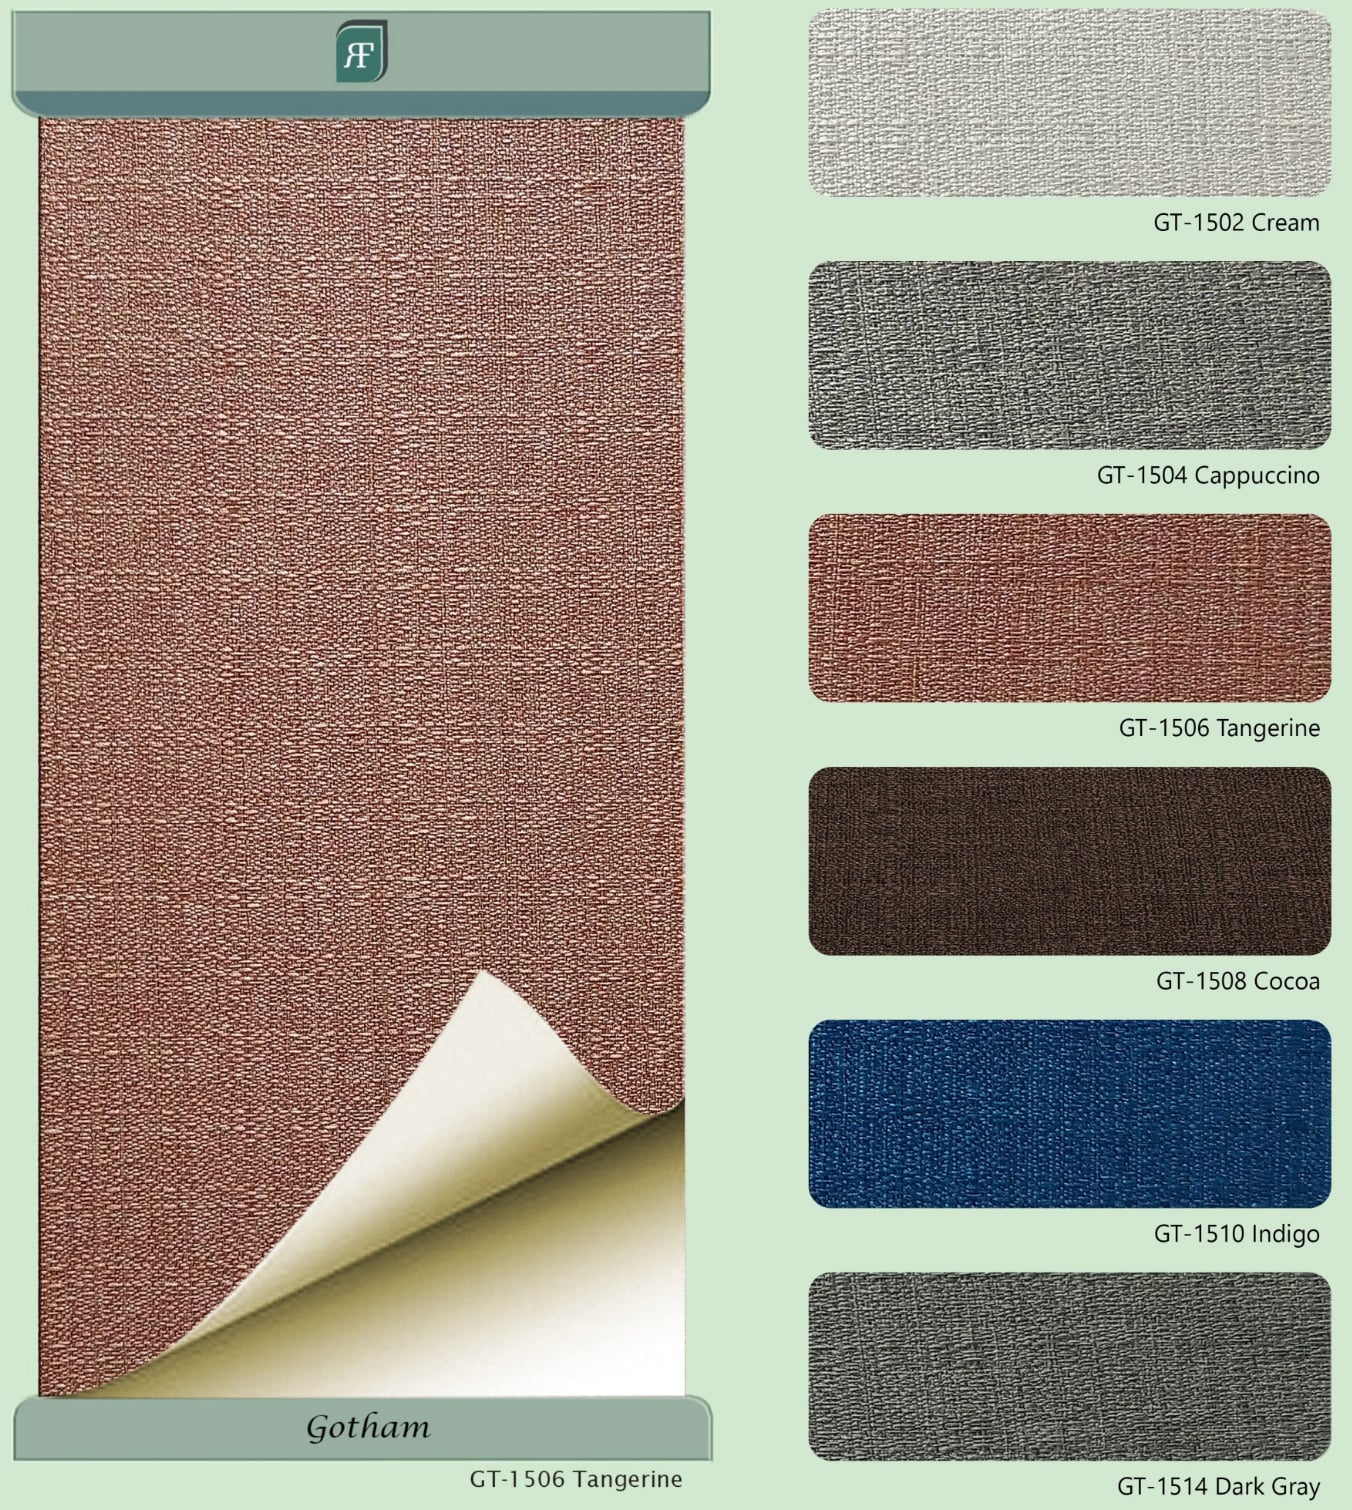 RF
GT-1502 Cream
GT-1504 Cappuccino
GT-1506 Tangerine
GT-1508 Cocoa
GT-1510 Indigo
GT-1514 Dark Gray
Gotham
GT-1506 Tangerine